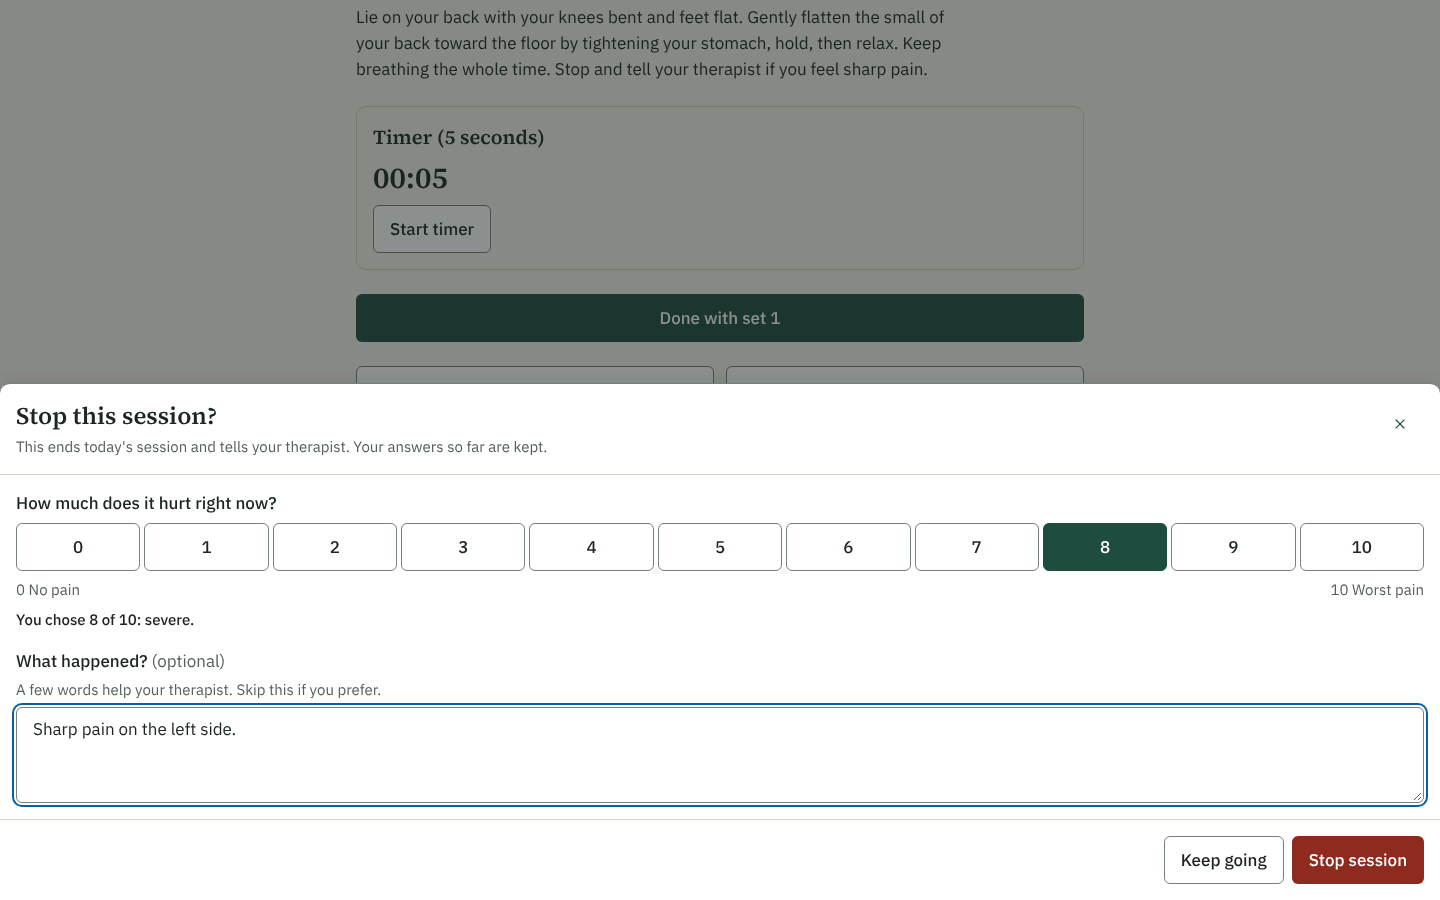 Lie on your back with your knees bent and feet flat. Gently flatten the small of
your back toward the floor by tightening your stomach, hold, then relax. Keep
breathing the whole time. Stop and tell your therapist if you feel sharp pain.
Timer (5 seconds)
00:05
Start timer
Done with set 1
Stop this session?
This ends today's session and tells your therapist. Your answers so far are kept.
How much does it hurt right now?
0 1 2 3 4 5 6 7 8 9 10
0 No pain 10 Worst pain
You chose 8 of 10: severe.
What happened? (optional)
A few words help your therapist. Skip this if you prefer.
Sharp pain on the left side.
Keep going Stop session